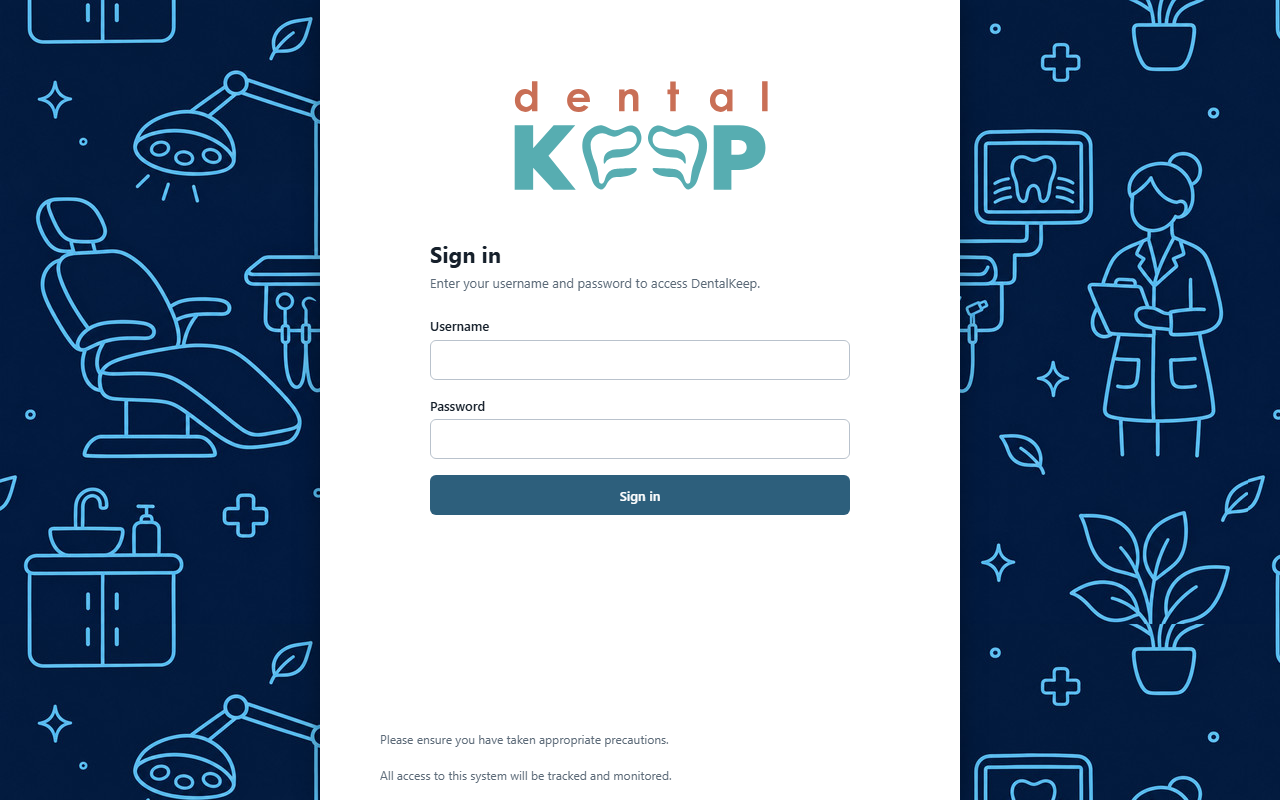 dental
KEEP
Sign in
Enter your username and password to access DentalKeep.
Username
Password
Sign in
Please ensure you have taken appropriate precautions.
All access to this system will be tracked and monitored.